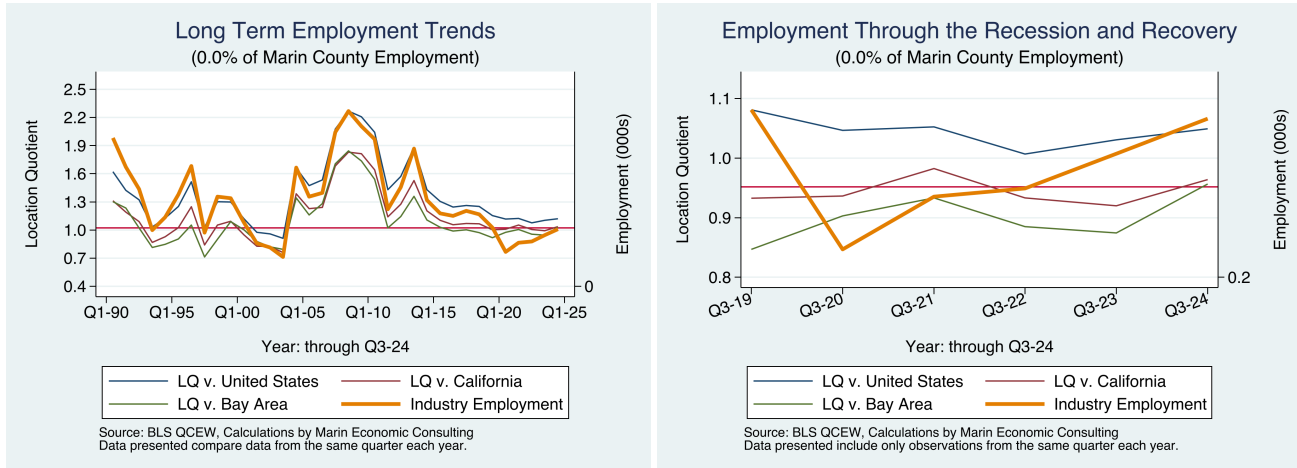 Long Term Employment Trends
(0.0% of Marin County Employment)
2.5
2.2
1.9
1.6
1.3
1.0
0.7
0.4
Location Quotient
Employment (000s)
0
Q1-90
Q1-95
Q1-00
Q1-05
Q1-10
Q1-15
Q1-20
Q1-25
Year: through Q3-24
LQ v. United States
LQ v. California
LQ v. Bay Area
Industry Employment
Source: BLS QCEW, Calculations by Marin Economic Consulting
Data presented compare data from the same quarter each year.
Employment Through the Recession and Recovery
(0.0% of Marin County Employment)
1.1
1.0
0.9
0.8
Location Quotient
Employment (000s)
0.2
Q3-19
Q3-20
Q3-21
Q3-22
Q3-23
Q3-24
Year: through Q3-24
LQ v. United States
LQ v. California
LQ v. Bay Area
Industry Employment
Source: BLS QCEW, Calculations by Marin Economic Consulting
Data presented include only observations from the same quarter each year.